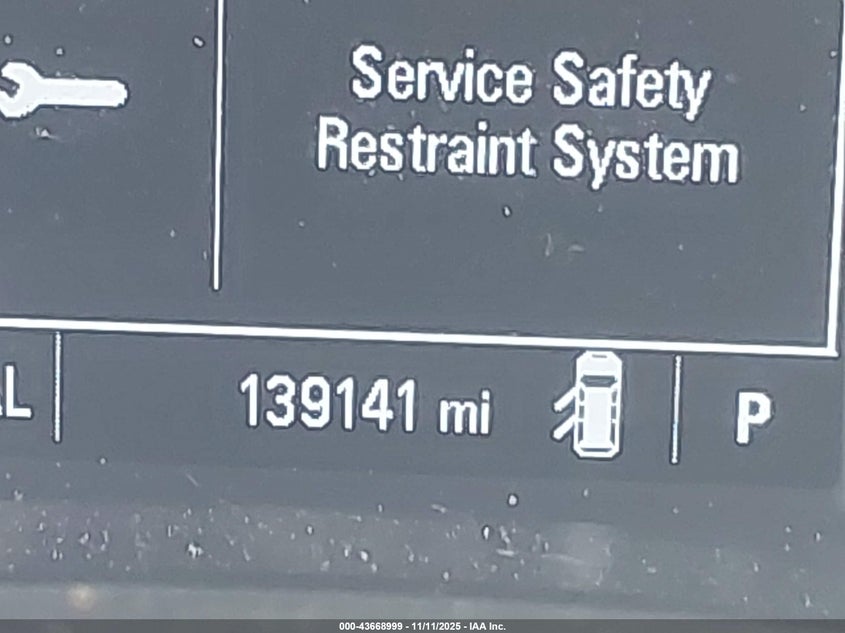 Service Safety
Restraint System
L
139141 mi
P
000-43668999 - 11/11/2025 - IAA Inc.